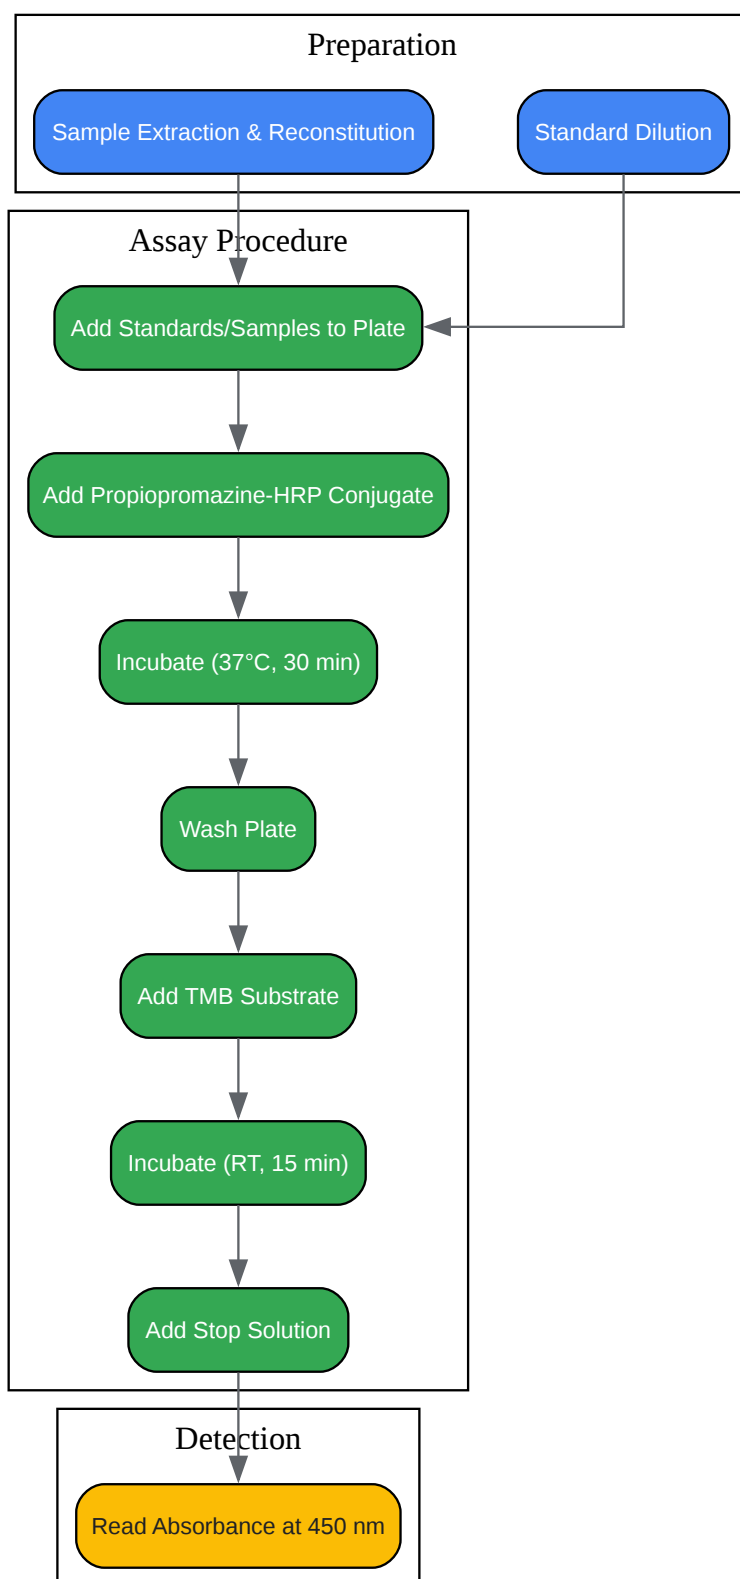 Preparation
Sample Extraction & Reconstitution
Standard Dilution
Assay Procedure
Add Standards/Samples to Plate
Add Propiopromazine-HRP Conjugate
Incubate (37°C, 30 min)
Wash Plate
Add TMB Substrate
Incubate (RT, 15 min)
Add Stop Solution
Detection
Read Absorbance at 450 nm